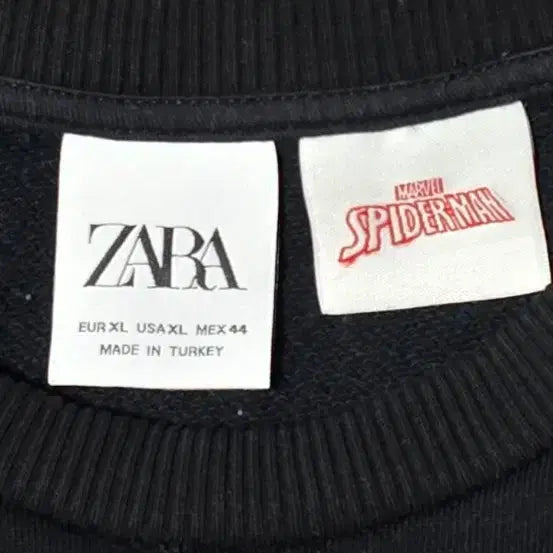 ZARA
EUR XL USA XL MEX 44
MADE IN TURKEY
MARVEL
SPIDER-MAN